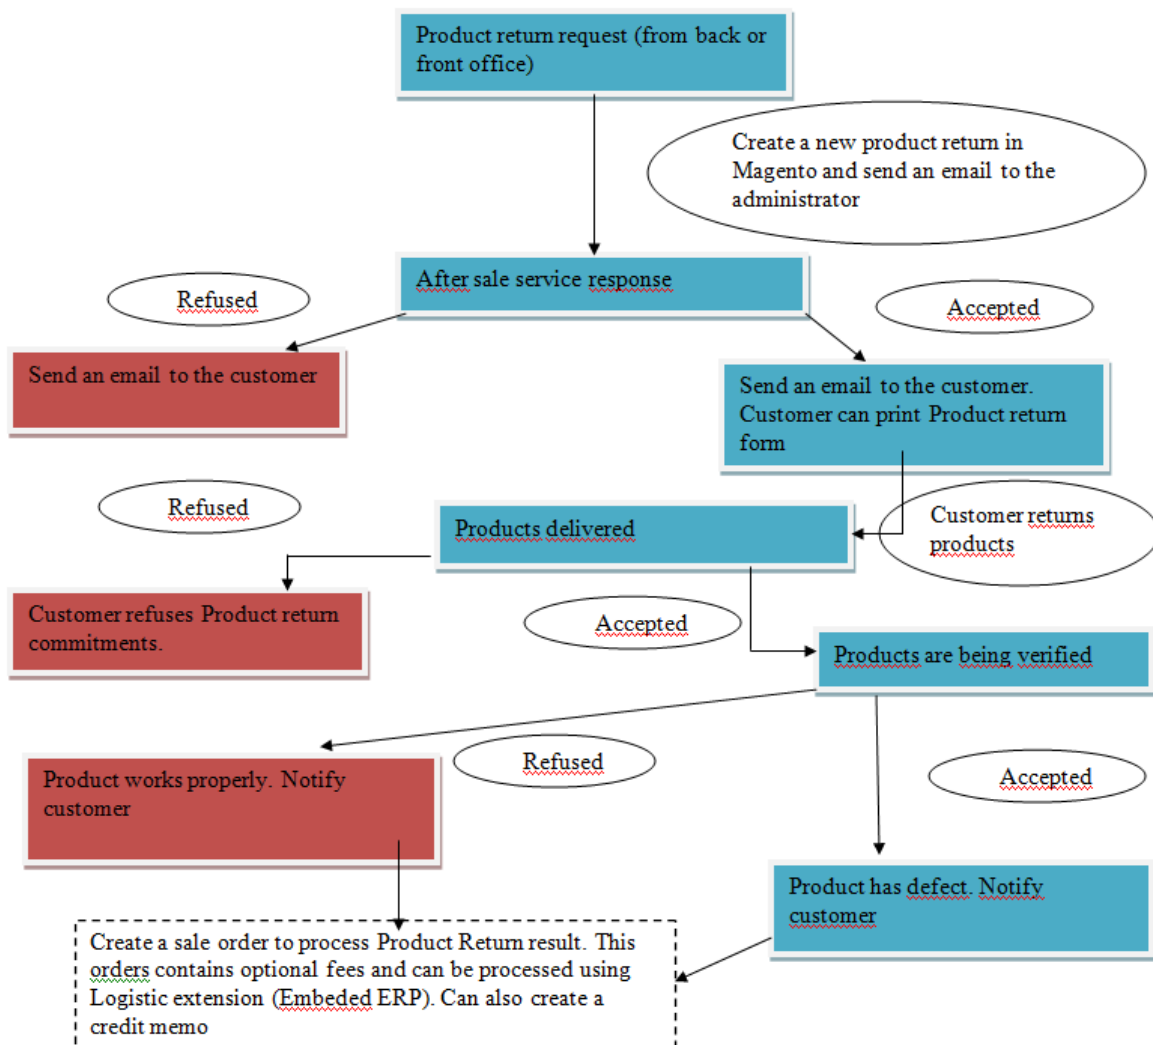 Product return request (from back or
front office)
Create a new product return in
Magento and send an email to the
administrator
After sale service response
Refused
Accepted
Send an email to the customer
Send an email to the customer.
Customer can print Product return
form
Refused
Products delivered
Customer returns
products
Customer refuses Product return
commitments.
Accepted
Products are being verified
Refused
Accepted
Product works properly. Notify
customer
Product has defect. Notify
customer
Create a sale order to process Product Return result. This
orders contains optional fees and can be processed using
Logistic extension (Embeded ERP). Can also create a
credit memo